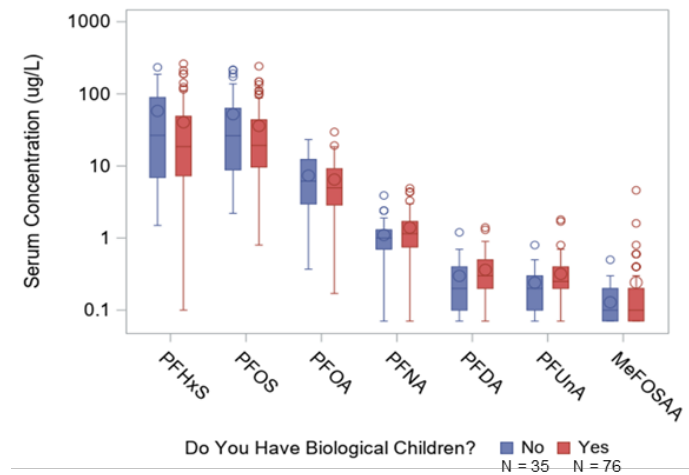 Serum Concentration (ug/L)
1000
100
10
1
0.1
PFHxS
PFOS
PFOA
PFNA
PFDA
PFUnA
MeFOSAA
Do You Have Biological Children? No Yes
N = 35 N = 76